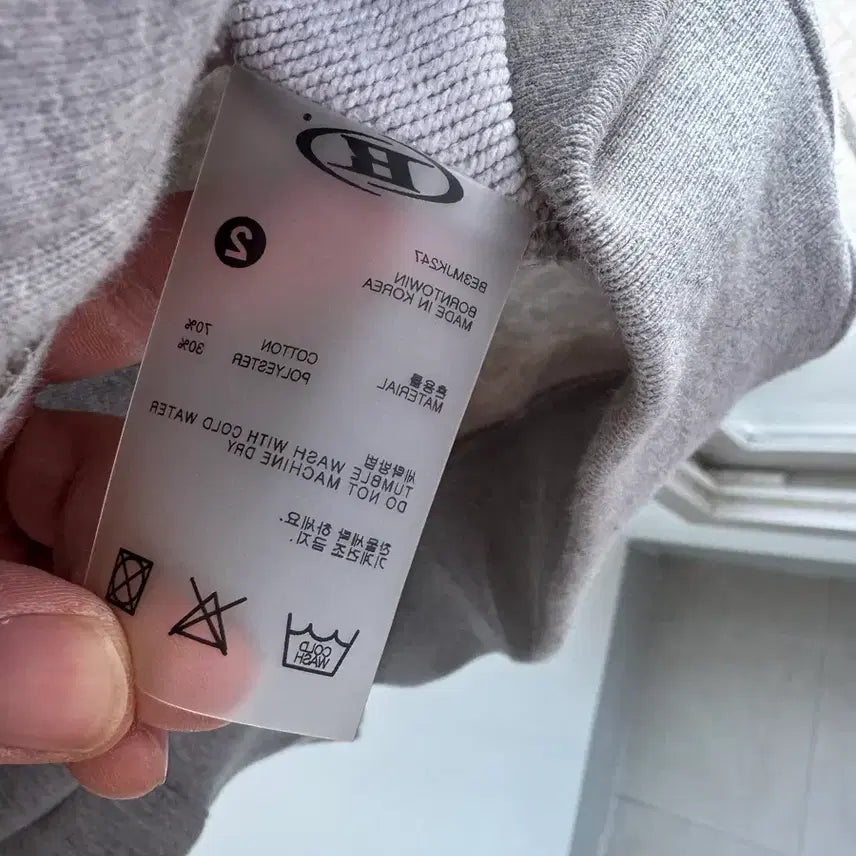 R
2
BE3MJK247
BORNTOWIN
MADE IN KOREA
혼용률
MATERIAL
COTTON 70%
POLYESTER 30%
세탁방법
TUMBLE WASH WITH COLD WATER
DO NOT MACHINE DRY
찬물세탁 하세요.
기계건조 금지.
COLD
WASH